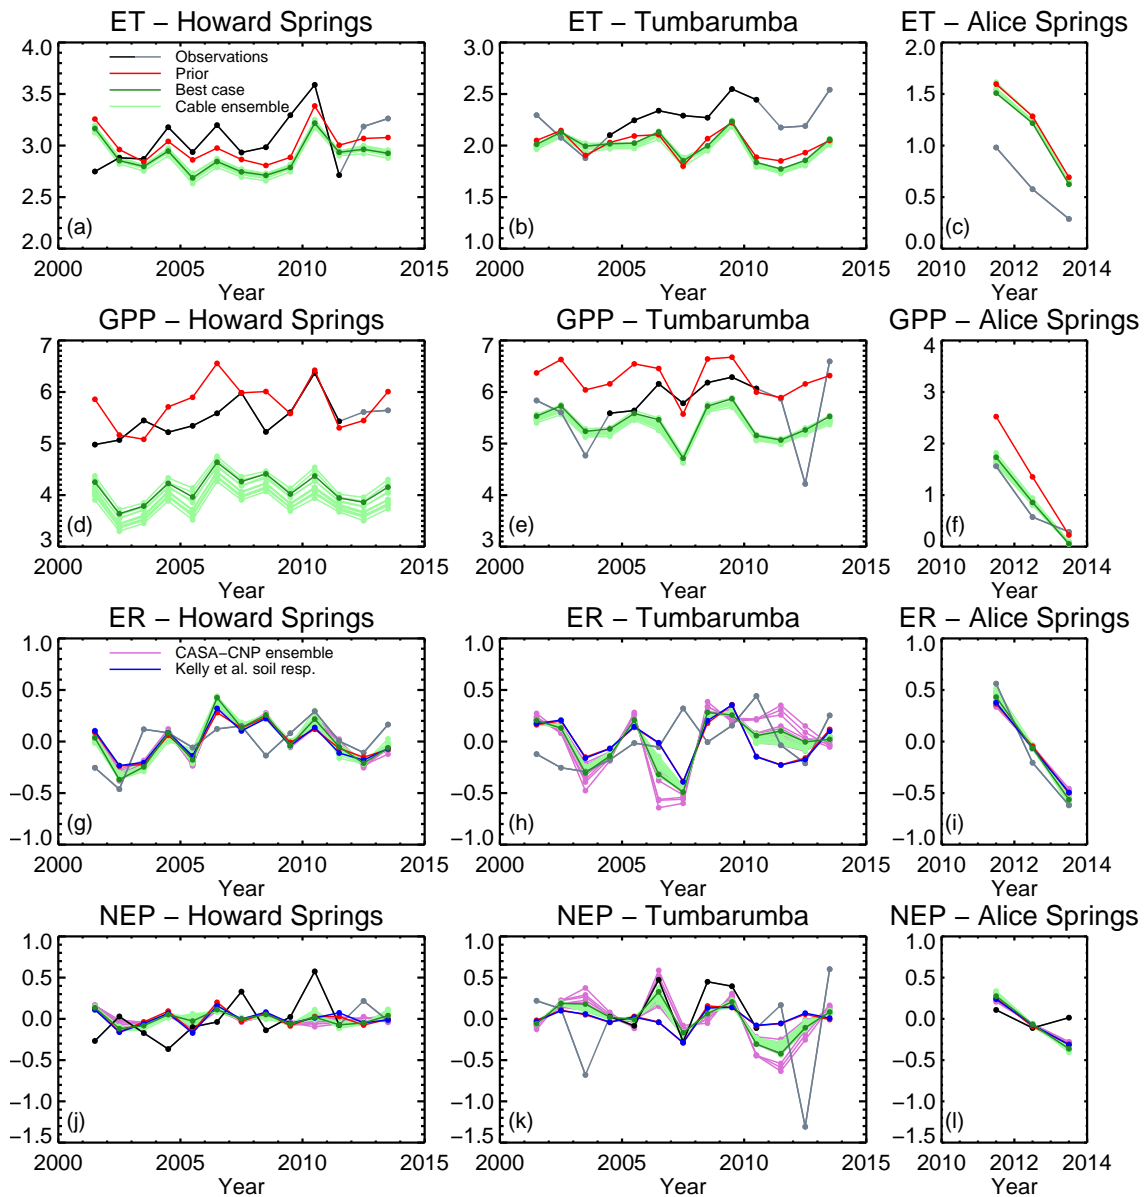 ET − Howard Springs
ET − Tumbarumba
ET − Alice Springs
4.0
3.5
3.0
2.5
2.0
Observations
Prior
Best case
Cable ensemble
(a)
2000 2005 2010 2015
Year
3.0
2.5
2.0
1.5
1.0
(b)
2000 2005 2010 2015
Year
2.0
1.5
1.0
0.5
0.0
(c)
2010 2012 2014
Year
GPP − Howard Springs
GPP − Tumbarumba
GPP − Alice Springs
7
6
5
4
3
(d)
2000 2005 2010 2015
Year
7
6
5
4
3
(e)
2000 2005 2010 2015
Year
4
3
2
1
0
(f)
2010 2012 2014
Year
ER − Howard Springs
ER − Tumbarumba
ER − Alice Springs
1.0
0.5
0.0
−0.5
−1.0
CASA−CNP ensemble
Kelly et al. soil resp.
(g)
2000 2005 2010 2015
Year
1.0
0.5
0.0
−0.5
−1.0
(h)
2000 2005 2010 2015
Year
1.0
0.5
0.0
−0.5
−1.0
(i)
2010 2012 2014
Year
NEP − Howard Springs
NEP − Tumbarumba
NEP − Alice Springs
1.0
0.5
0.0
−0.5
−1.0
−1.5
(j)
2000 2005 2010 2015
Year
1.0
0.5
0.0
−0.5
−1.0
−1.5
(k)
2000 2005 2010 2015
Year
1.0
0.5
0.0
−0.5
−1.0
−1.5
(l)
2010 2012 2014
Year